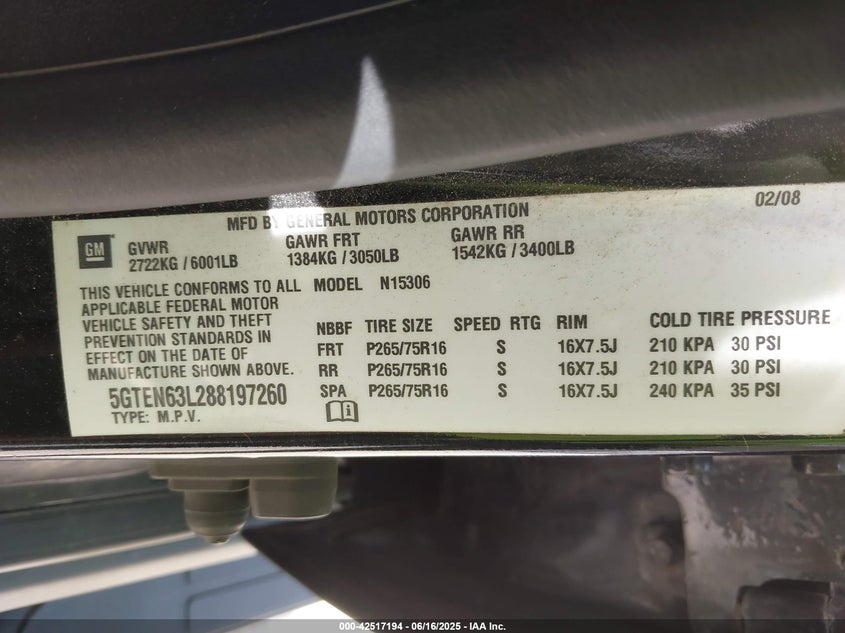 02/08
MFD BY GENERAL MOTORS CORPORATION
GM
GVWR GAWR FRT GAWR RR
2722KG / 6001LB 1384KG / 3050LB 1542KG / 3400LB
THIS VEHICLE CONFORMS TO ALL MODEL N15306
APPLICABLE FEDERAL MOTOR
VEHICLE SAFETY AND THEFT
PREVENTION STANDARDS IN
EFFECT ON THE DATE OF
MANUFACTURE SHOWN ABOVE.
5GTEN63L288197260
TYPE: M.P.V.
NBBF TIRE SIZE SPEED RTG RIM COLD TIRE PRESSURE
FRT P265/75R16 S 16X7.5J 210 KPA 30 PSI
RR P265/75R16 S 16X7.5J 210 KPA 30 PSI
SPA P265/75R16 S 16X7.5J 240 KPA 35 PSI
000-42517194 - 06/16/2025 - IAA Inc.